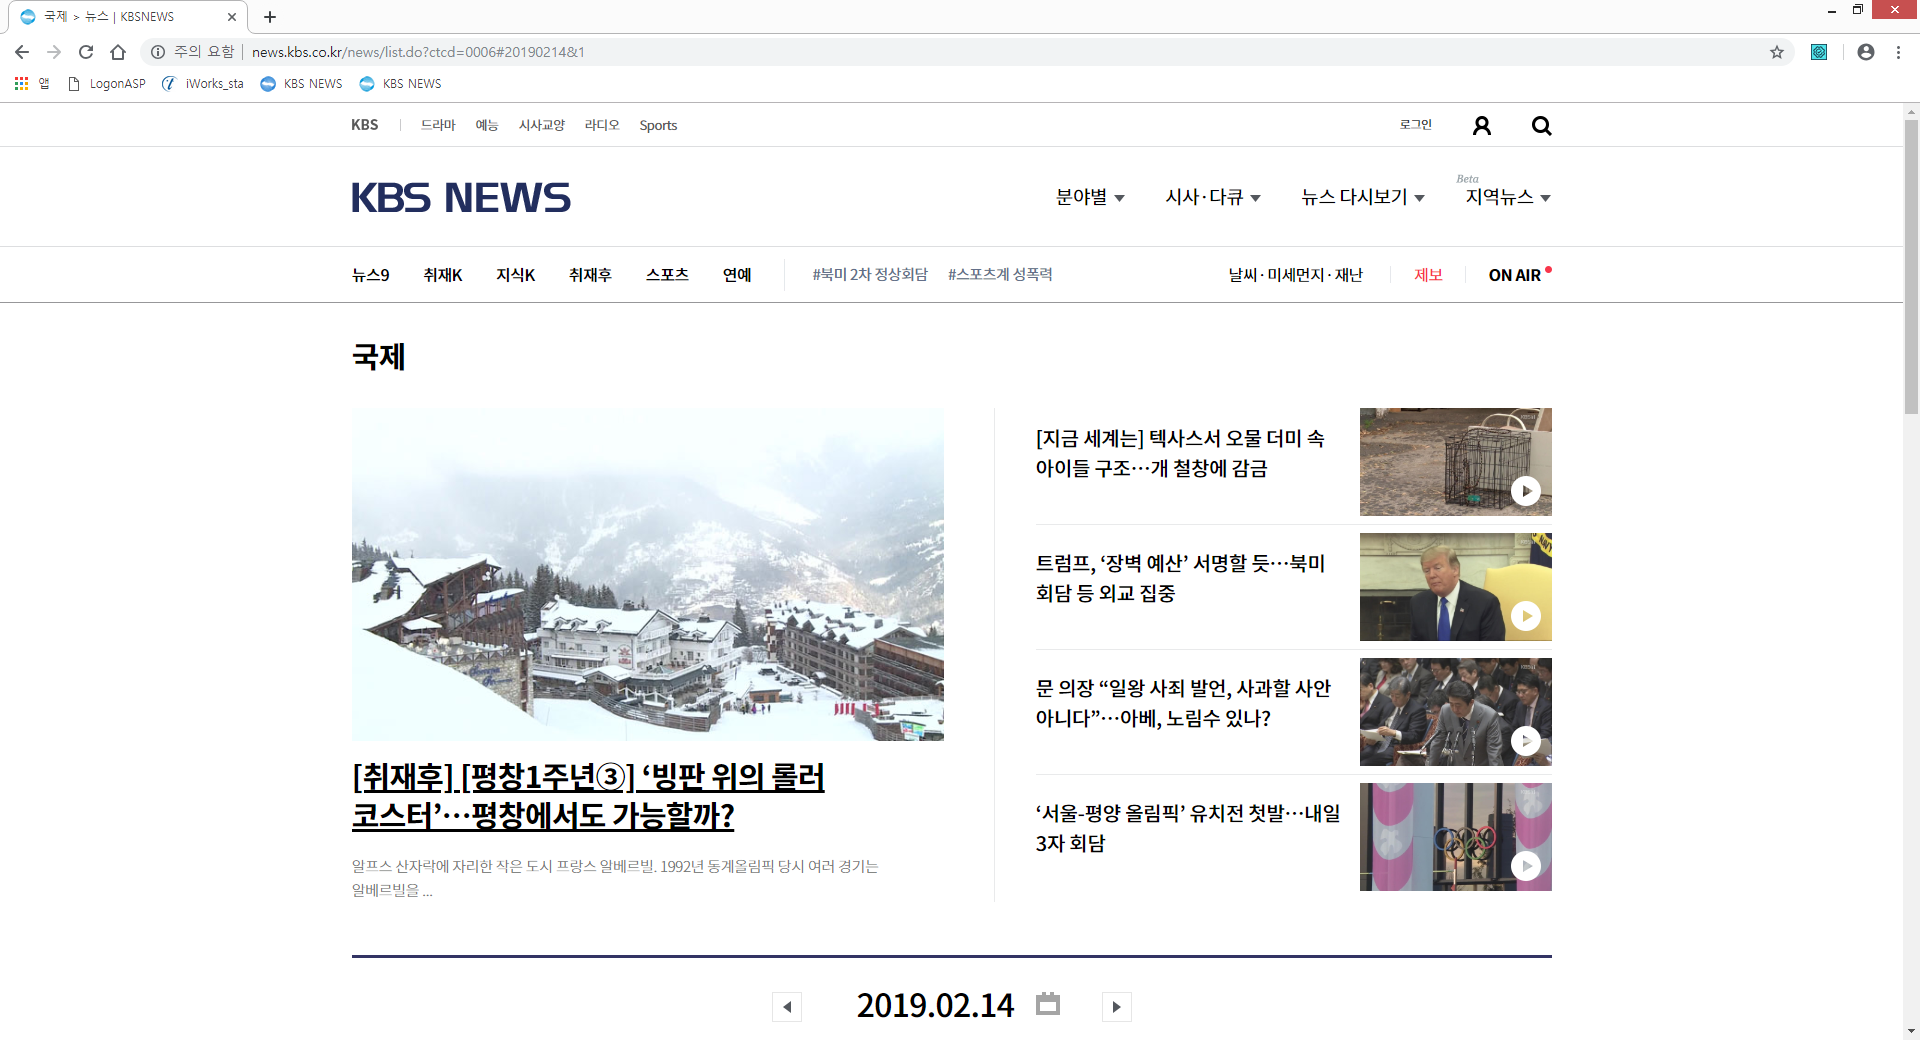 국제 > 뉴스 | KBSNEWS
주의 요함 | news.kbs.co.kr/news/list.do?ctcd=0006#20190214&1
앱 LogonASP iWorks_sta KBS NEWS KBS NEWS
KBS 드라마 예능 시사교양 라디오 Sports 로그인
Beta
KBS NEWS 분야별 시사·다큐 뉴스 다시보기 지역뉴스
뉴스9 취재K 지식K 취재후 스포츠 연예 #북미 2차 정상회담 #스포츠계 성폭력 날씨·미세먼지·재난 제보 ON AIR
국제
[취재후] [평창1주년③] ‘빙판 위의 롤러
코스터’…평창에서도 가능할까?
알프스 산자락에 자리한 작은 도시 프랑스 알베르빌. 1992년 동계올림픽 당시 여러 경기는
알베르빌을 ...
[지금 세계는] 텍사스서 오물 더미 속
아이들 구조…개 철창에 감금
트럼프, ‘장벽 예산’ 서명할 듯…북미
회담 등 외교 집중
문 의장 “일왕 사죄 발언, 사과할 사안
아니다”…아베, 노림수 있나?
‘서울-평양 올림픽’ 유치전 첫발…내일
3자 회담
2019.02.14